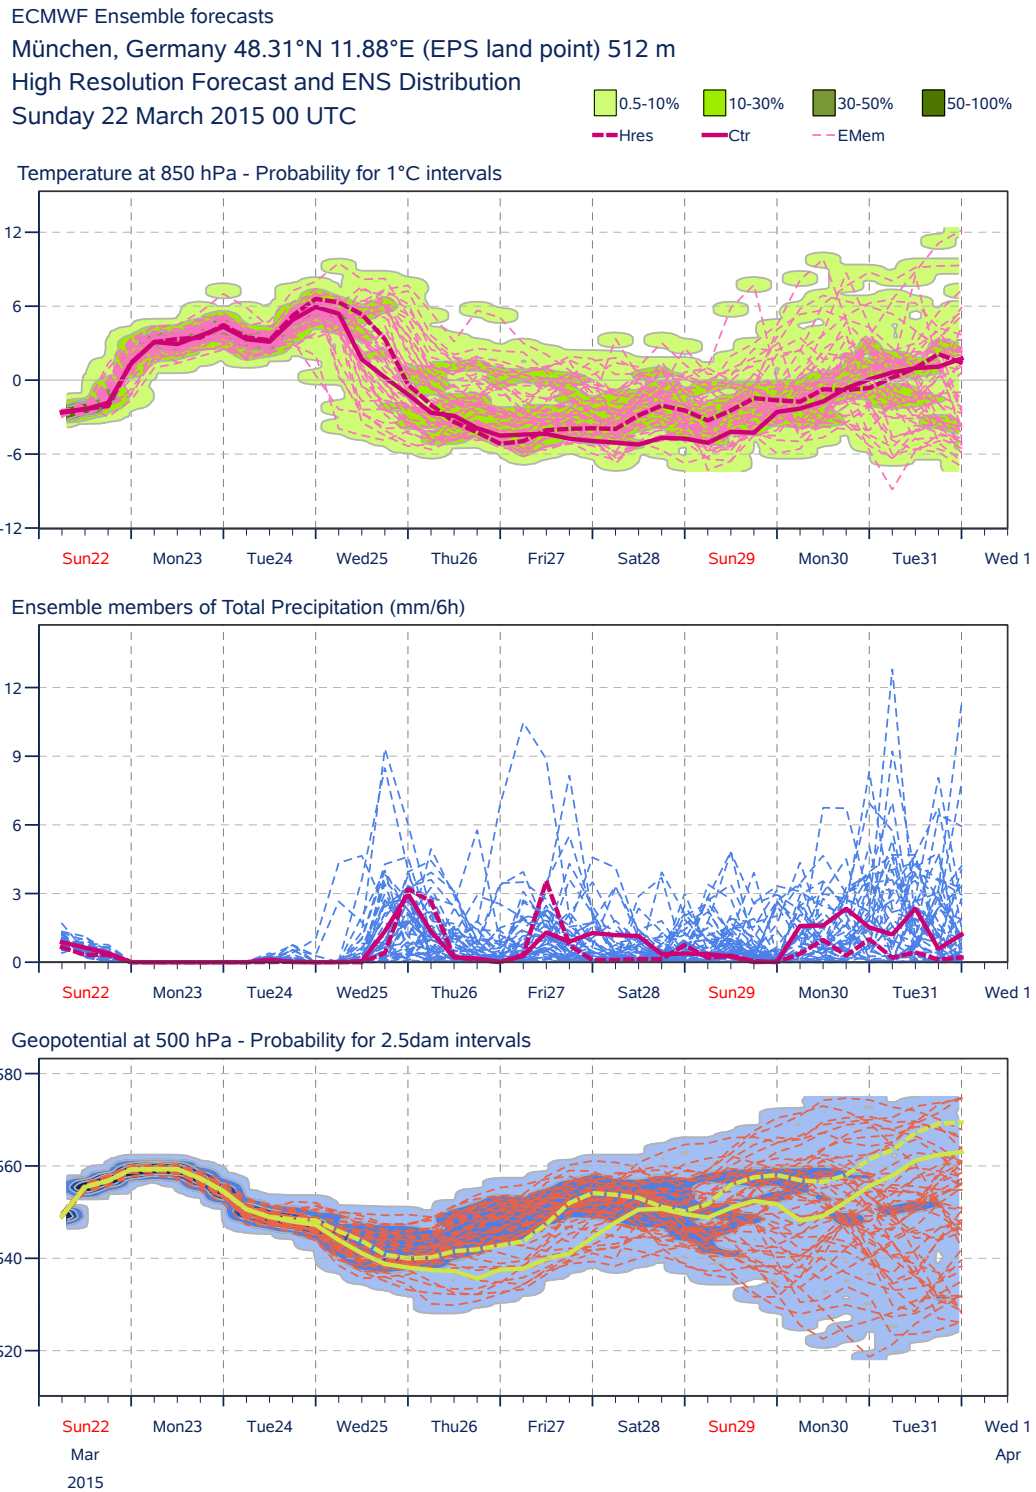 ECMWF Ensemble forecasts
München, Germany 48.31°N 11.88°E (EPS land point) 512 m
High Resolution Forecast and ENS Distribution
Sunday 22 March 2015 00 UTC
0.5-10% 10-30% 30-50% 50-100%
Hres Ctr EMem
Temperature at 850 hPa - Probability for 1°C intervals
12
6
0
-6
-12
Sun22 Mon23 Tue24 Wed25 Thu26 Fri27 Sat28 Sun29 Mon30 Tue31 Wed 1
Ensemble members of Total Precipitation (mm/6h)
12
9
6
3
0
Sun22 Mon23 Tue24 Wed25 Thu26 Fri27 Sat28 Sun29 Mon30 Tue31 Wed 1
Geopotential at 500 hPa - Probability for 2.5dam intervals
580
560
540
520
Sun22 Mon23 Tue24 Wed25 Thu26 Fri27 Sat28 Sun29 Mon30 Tue31 Wed 1
Mar Apr
2015